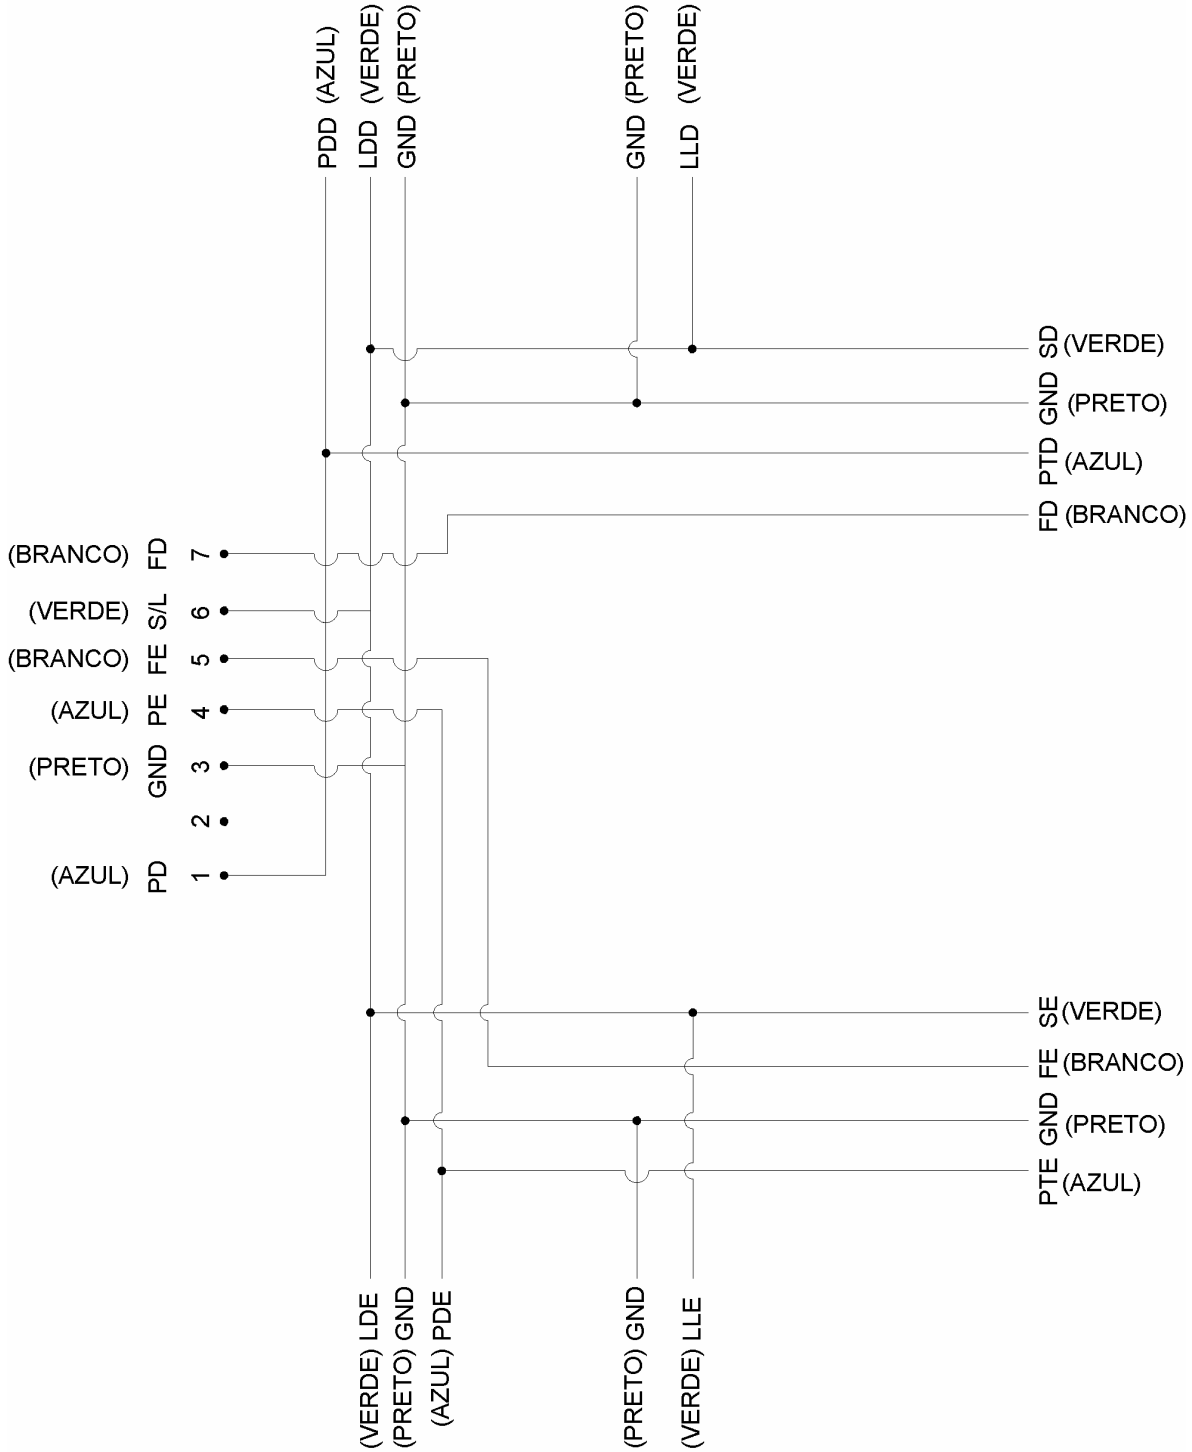 PDD (AZUL)
LDD (VERDE)
GND (PRETO)
GND (PRETO)
LLD (VERDE)
SD (VERDE)
GND (PRETO)
PTD (AZUL)
FD (BRANCO)
(BRANCO) FD 7
(VERDE) S/L 6
(BRANCO) FE 5
(AZUL) PE 4
(PRETO) GND 3
2
(AZUL) PD 1
SE (VERDE)
FE (BRANCO)
GND (PRETO)
PTE (AZUL)
(VERDE) LDE
(PRETO) GND
(AZUL) PDE
(PRETO) GND
(VERDE) LLE